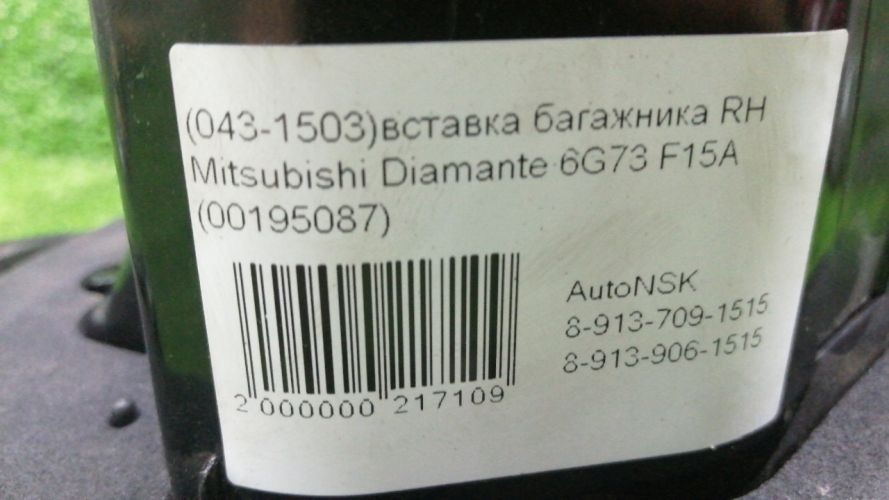 (043-1503)вставка багажника RH
Mitsubishi Diamante 6G73 F15A
(00195087)
AutoNSK
8-913-709-1515
8-913-906-1515
2 000000 217109